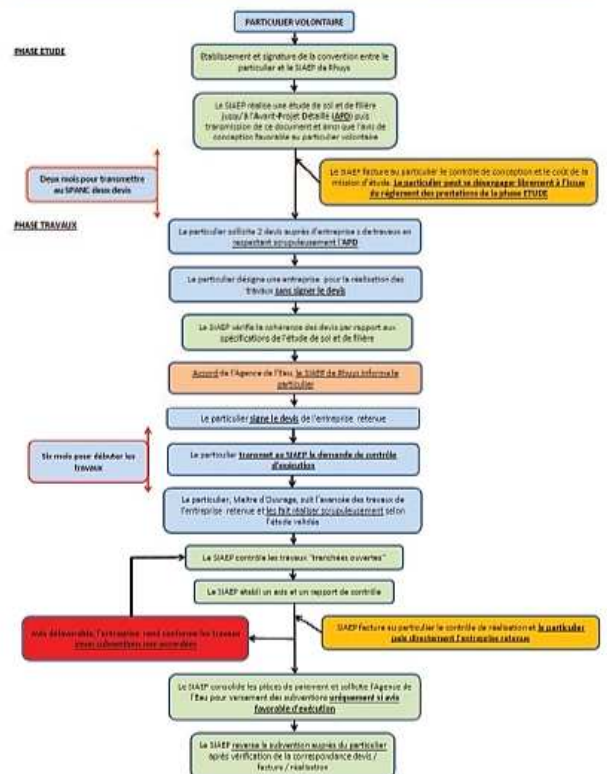 PARTICULIER VOLONTAIRE
PHASE ETUDE
Etablissement et signature de la convention entre le
particulier et le SIAEP de Rhuys
Le SIAEP réalise une étude de sol et de filière
jusqu'à l'Avant-Projet Détaillé (APD) puis
transmission de ce document et ainsi que l'avis de
conception favorable au particulier volontaire
Deux mois pour transmettre
au SPANC deux devis
Le SIAEP facture au particulier le contrôle de conception et le coût de la
mission d'étude. Le particulier peut se désengager librement à l'issue
du règlement des prestations de la phase ETUDE
PHASE TRAVAUX
Le particulier sollicite 2 devis auprès d'entreprises de travaux en
respectant scrupuleusement l'APD
Le particulier désigne une entreprise pour la réalisation des
travaux sans signer le devis
Le SIAEP vérifie la cohérence des devis par rapport aux
spécifications de l'étude de sol et de filière
Accord de l'Agence de l'Eau, le SIAEP de Rhuys informe le
particulier
Le particulier signe le devis de l'entreprise retenue
Six mois pour débuter les
travaux
Le particulier transmet au SIAEP la demande de contrôle
d'exécution
Le particulier, Maître d'Ouvrage, suit l'avancée des travaux de
l'entreprise retenue et les fait réaliser scrupuleusement selon
l'étude validée
Le SIAEP contrôle les travaux "tranchées ouvertes"
Le SIAEP établi un avis et un rapport de contrôle
Avis défavorable, l'entreprise rend conforme les travaux
sinon subventions non accordées
SIAEP facture au particulier le contrôle de réalisation et le particulier
paie directement l'entreprise retenue
Le SIAEP consolide les pièces de paiement et sollicite l'Agence de
l'Eau pour versement des subventions uniquement si avis
favorable d'exécution
Le SIAEP reverse la subvention auprès du particulier
après vérification de la correspondance devis /
facture / réalisation